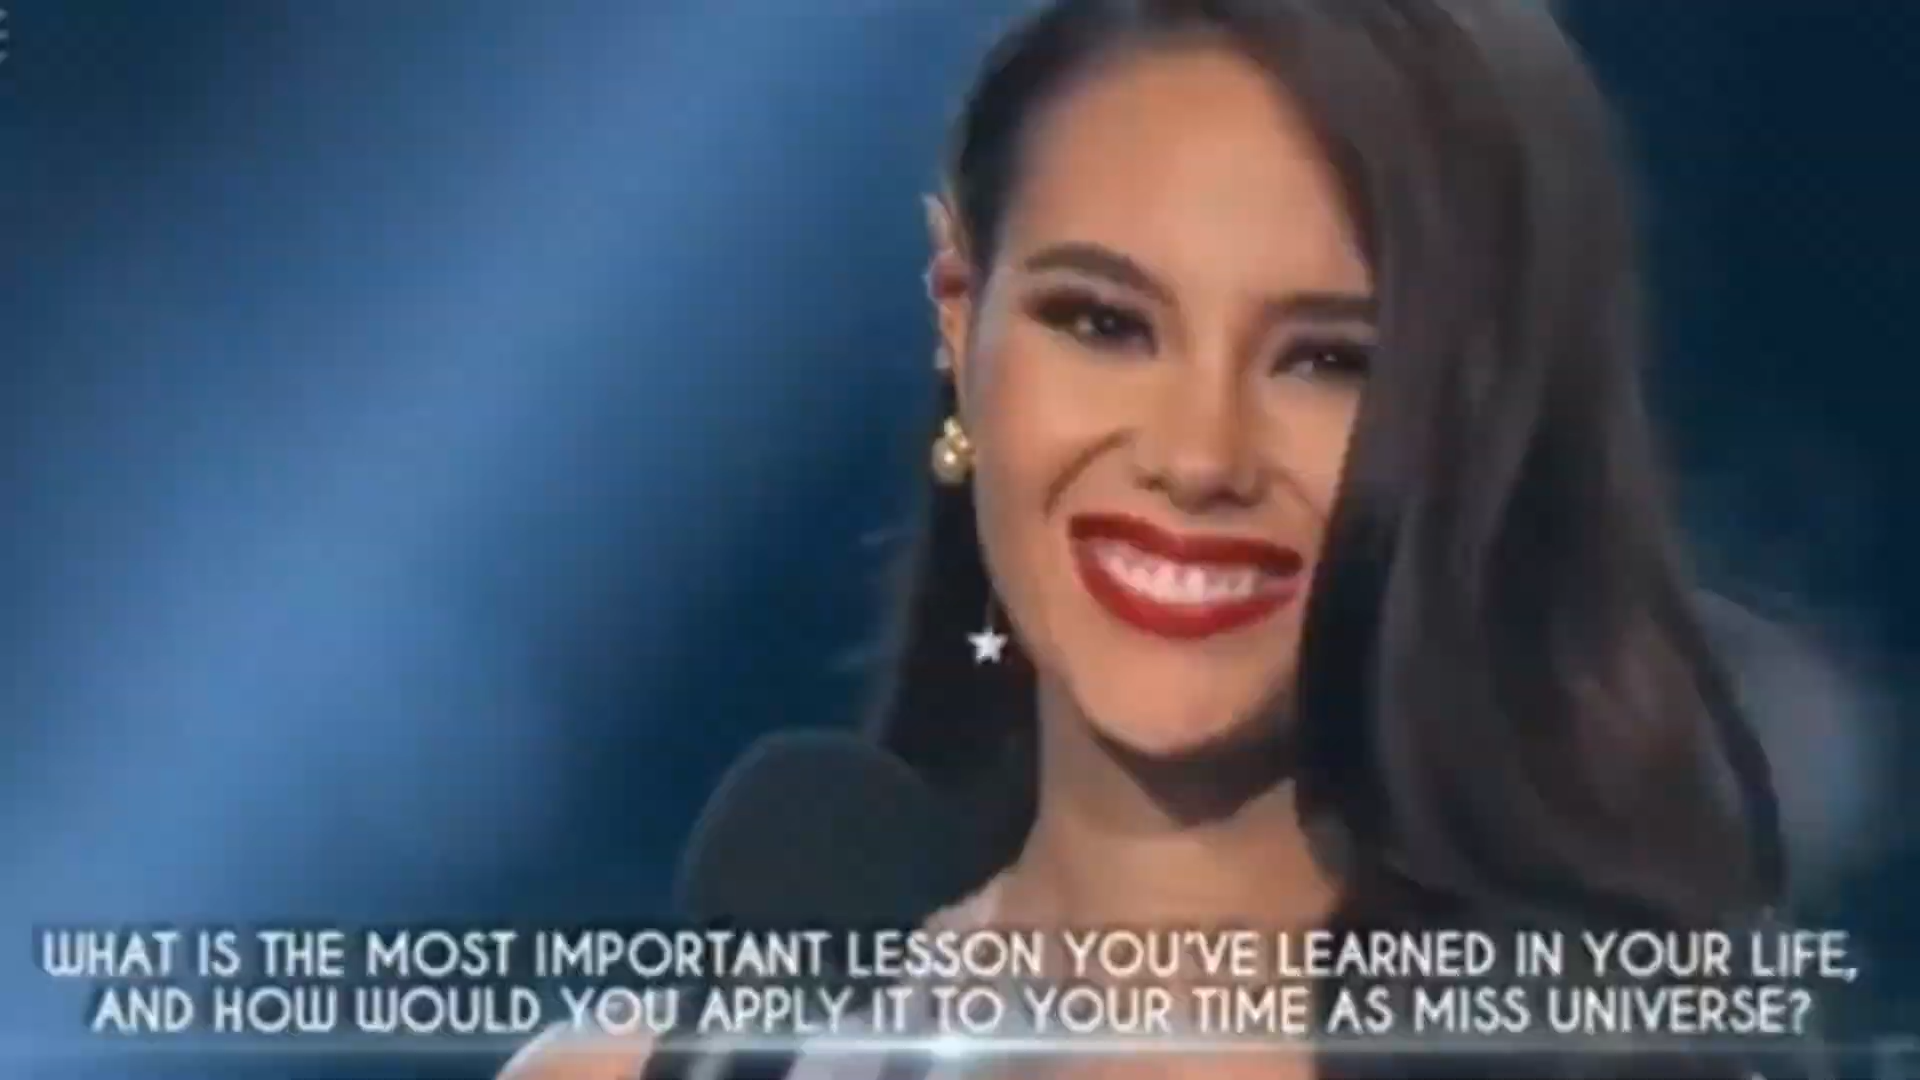 WHAT IS THE MOST IMPORTANT LESSON YOU'VE LEARNED IN YOUR LIFE,
AND HOW WOULD YOU APPLY IT TO YOUR TIME AS MISS UNIVERSE?